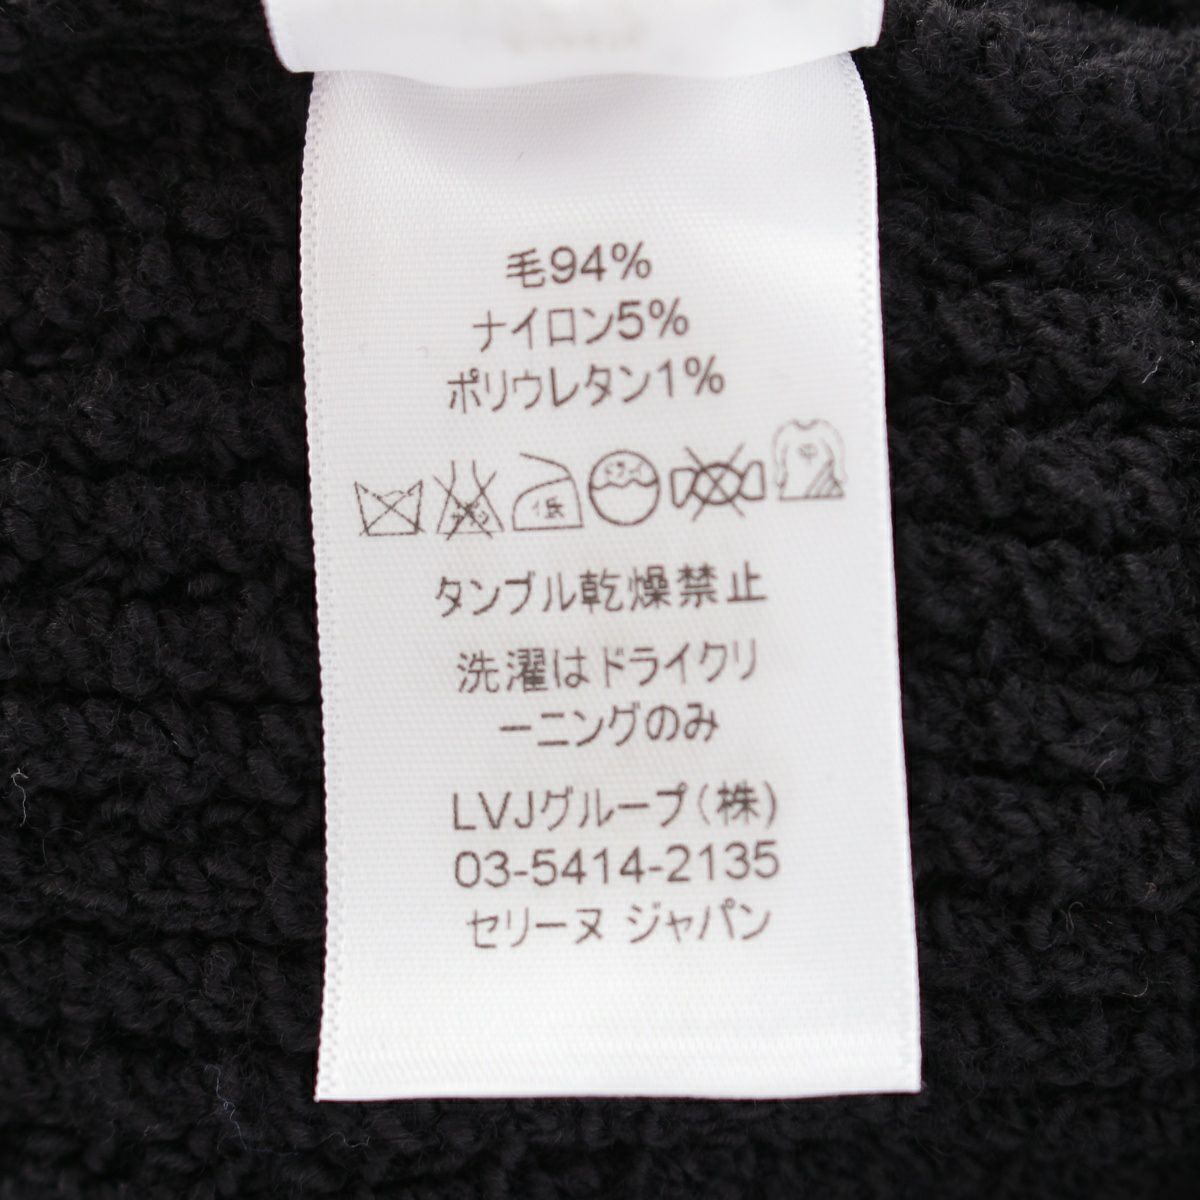 毛94%
ナイロン5%
ポリウレタン1%
低
タンブル乾燥禁止
洗濯はドライクリ
ーニングのみ
LVJグループ(株)
03-5414-2135
セリーヌ ジャパン